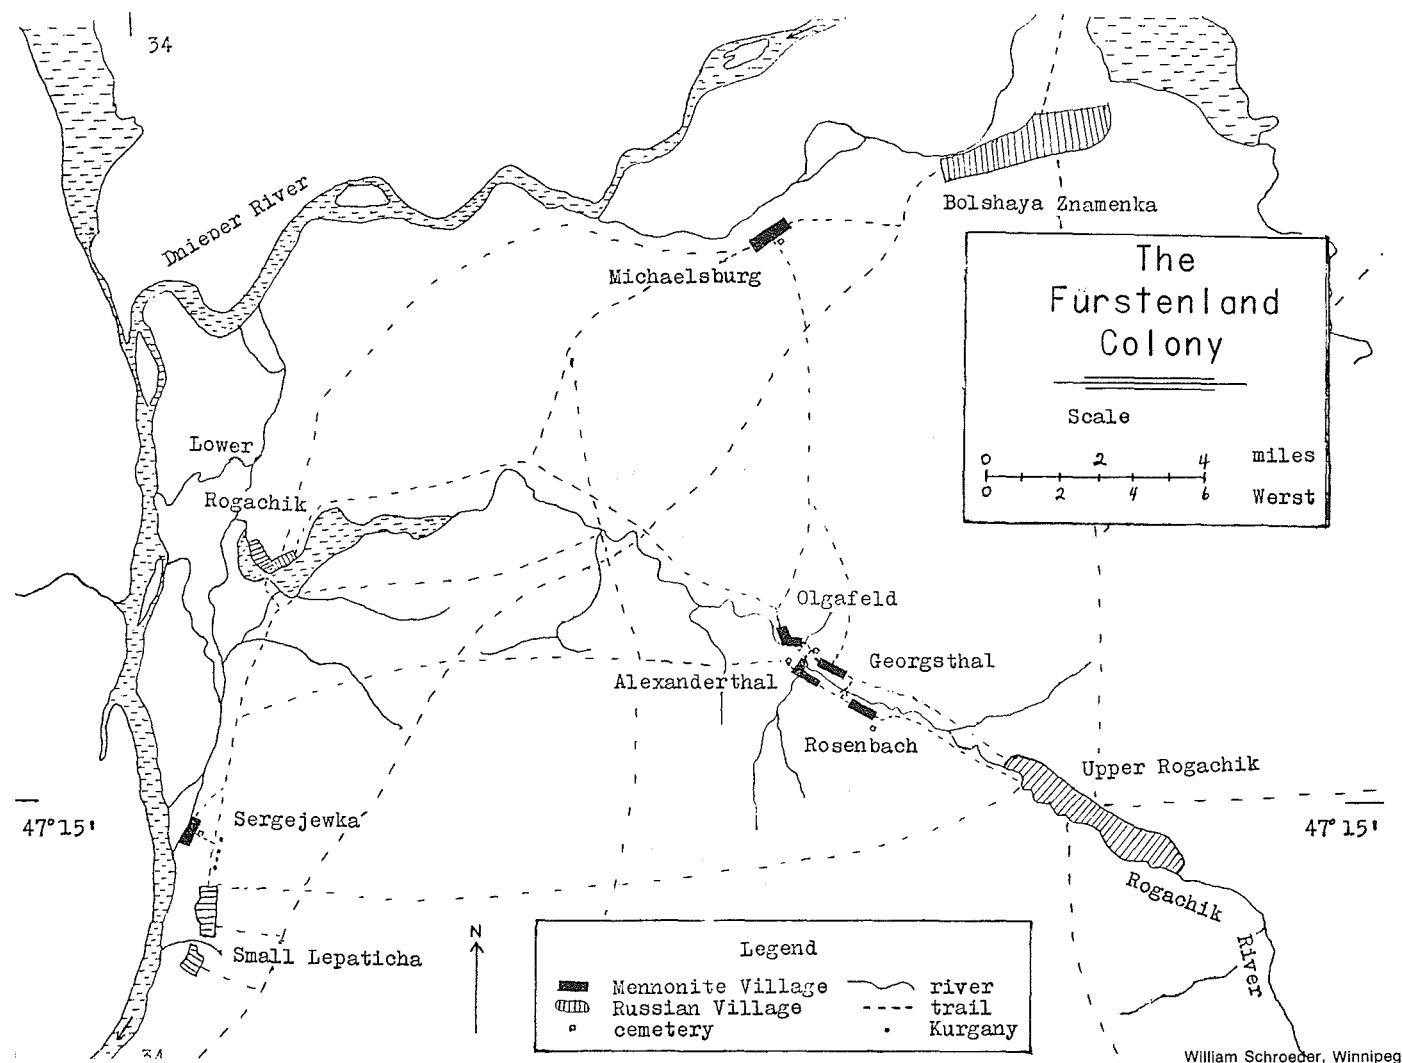 34
Dnieper River
Bolshaya Znamenka
Michaelsburg
The
Fürstenland
Colony
Scale
0 2 4 miles
0 2 4 6 Werst
Lower
Rogachik
Olgafeld
Georgsthal
Alexanderthal
Rosenbach
Upper Rogachik
47°15'
47°15'
Sergejewka
Rogachik
River
Small Lepaticha
N
Legend
Mennonite Village
river
Russian Village
trail
cemetery
Kurgany
34
William Schroeder, Winnipeg